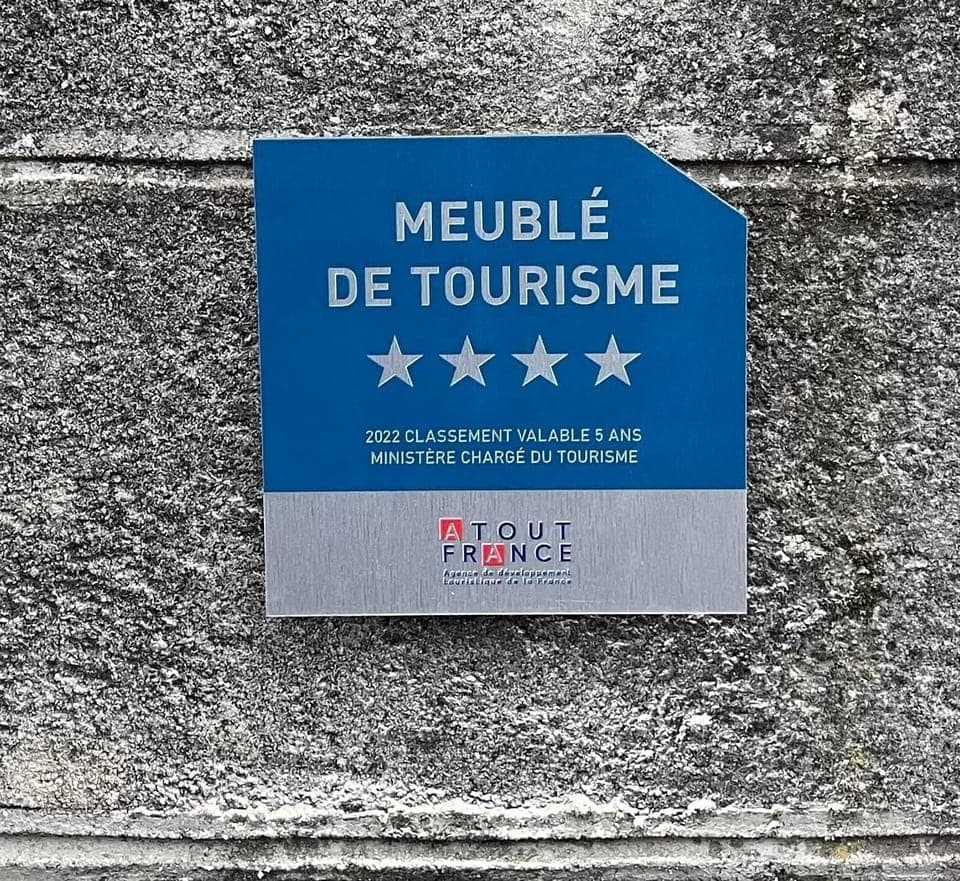 MEUBLÉ
DE TOURISME
2022 CLASSEMENT VALABLE 5 ANS
MINISTÈRE CHARGÉ DU TOURISME
ATOUT
FRANCE
Agence de développement
touristique de la France